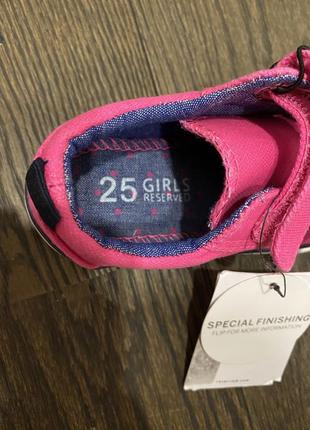 25 GIRLS
RESERVED
SPECIAL FINISHING
FLIP FOR MORE INFORMATION